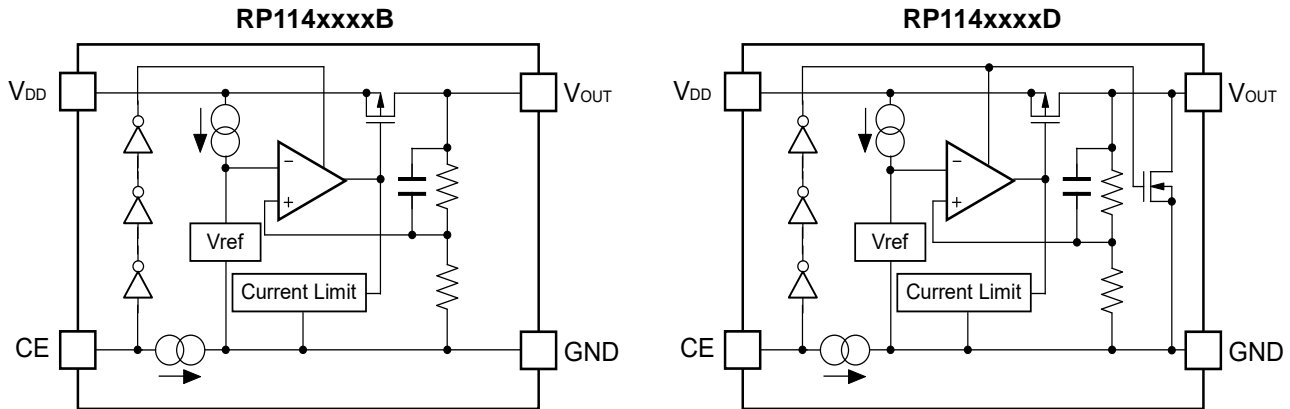 RP114xxxxB
VDD
VOUT
−
+
Vref
Current Limit
CE
GND
RP114xxxxD
VDD
VOUT
−
+
Vref
Current Limit
CE
GND